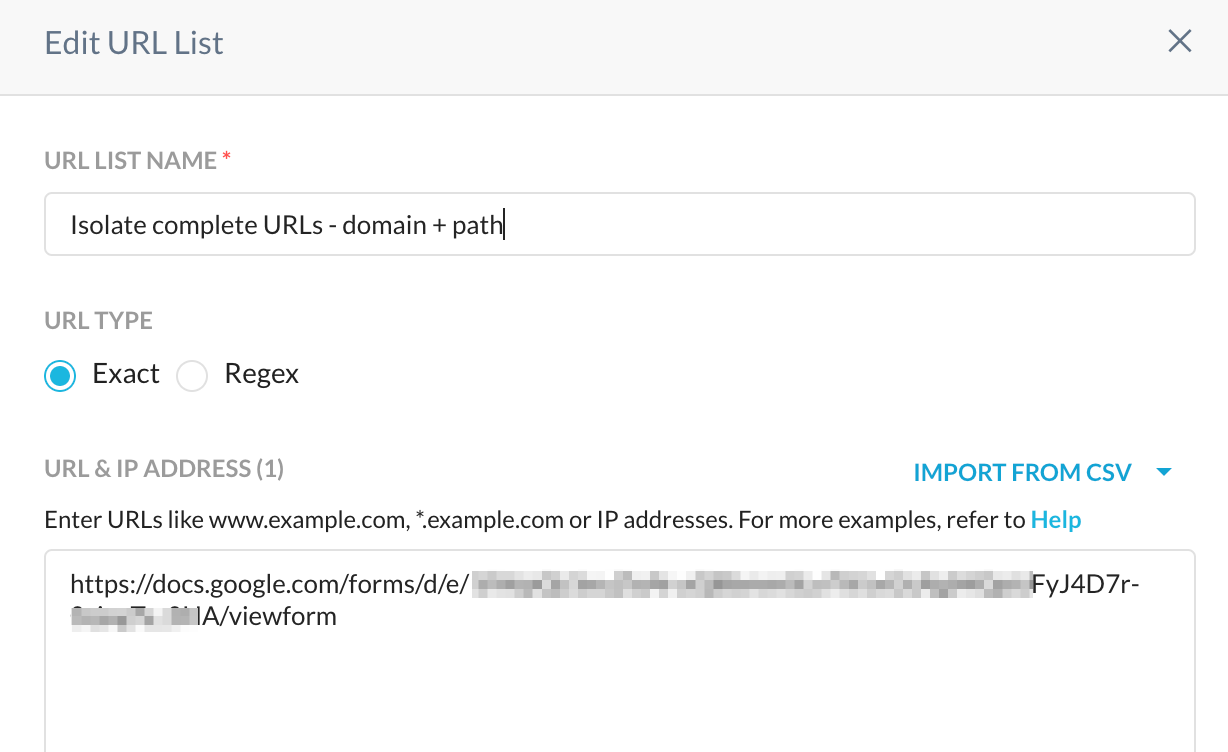 Edit URL List
URL LIST NAME *
Isolate complete URLs - domain + path
URL TYPE
Exact Regex
URL & IP ADDRESS (1)
IMPORT FROM CSV
Enter URLs like www.example.com, *.example.com or IP addresses. For more examples, refer to Help
https://docs.google.com/forms/d/e/ FyJ4D7r-
A/viewform